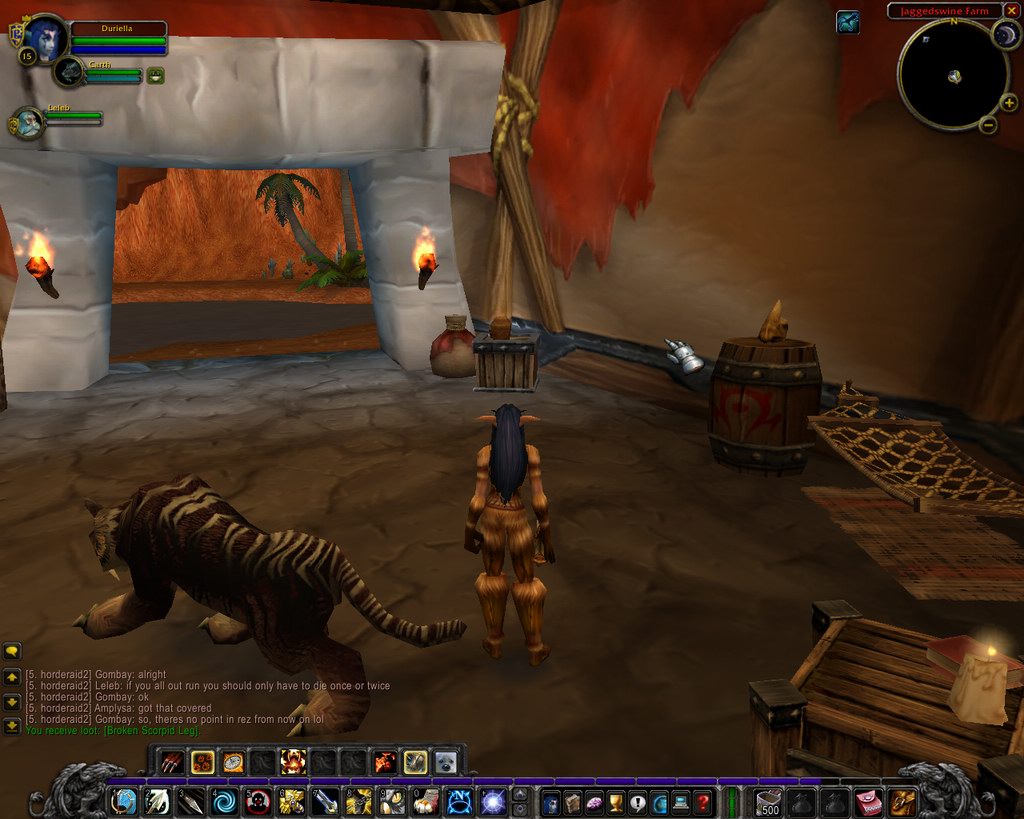 Jaggedswine Farm
N
Duriella
15
Garth
Leleb
[5. horderaid2] Gombay: alright
[5. horderaid2] Leleb: if you all out run you should only have to die once or twice
[5. horderaid2] Gombay: ok
[5. horderaid2] Amplysa: got that covered
[5. horderaid2] Gombay: so, theres no point in rez from now on lol
You receive loot: [Broken Scorpid Leg].
500